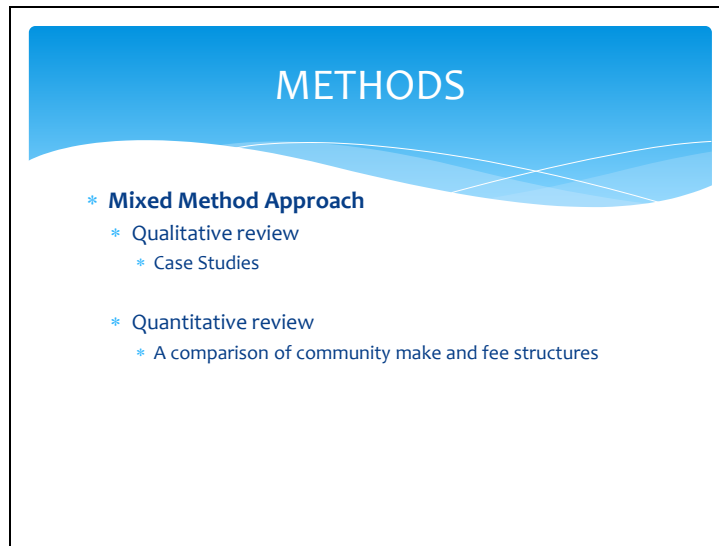 METHODS
* Mixed Method Approach
* Qualitative review
* Case Studies
* Quantitative review
* A comparison of community make and fee structures